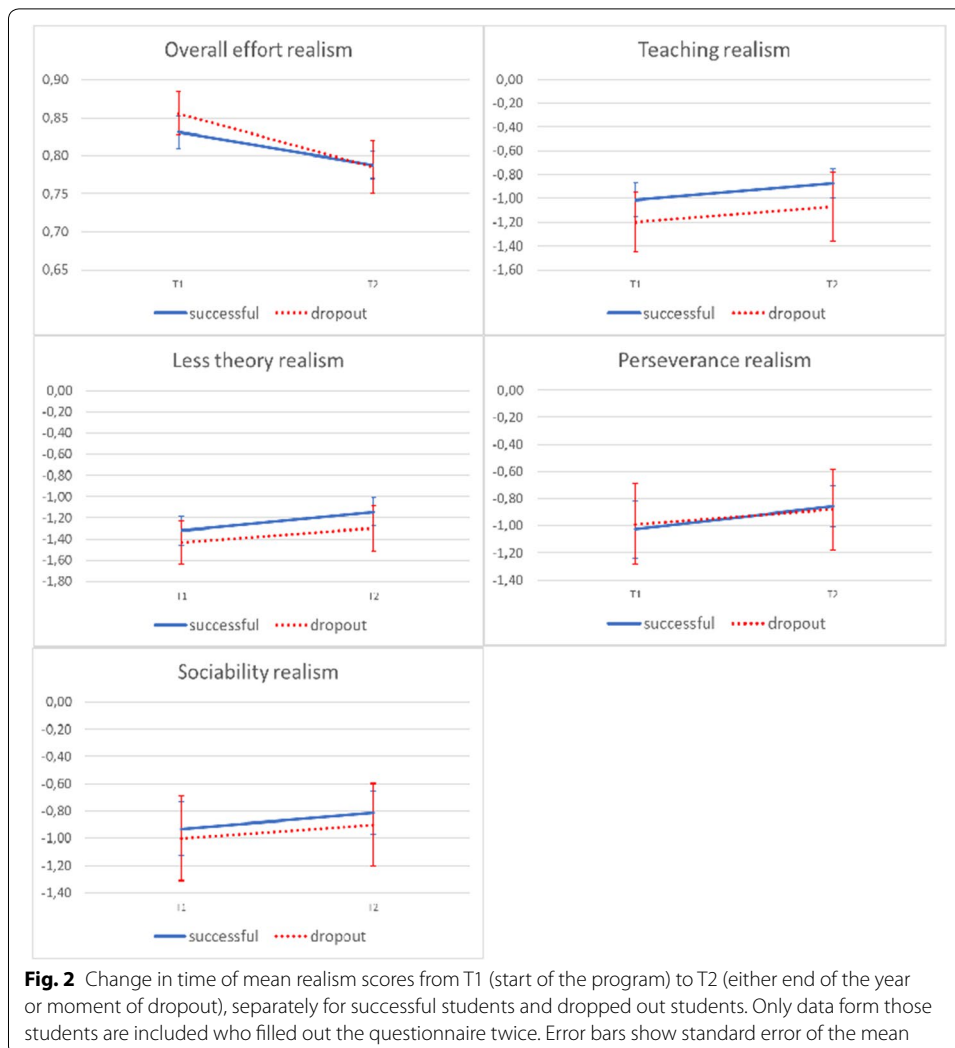 Overall effort realism
0,90
0,85
0,80
0,75
0,70
0,65
T1
T2
successful
dropout
Teaching realism
0,00
-0,20
-0,40
-0,60
-0,80
-1,00
-1,20
-1,40
-1,60
T1
T2
successful
dropout
Less theory realism
0,00
-0,20
-0,40
-0,60
-0,80
-1,00
-1,20
-1,40
-1,60
-1,80
T1
T2
successful
dropout
Perseverance realism
0,00
-0,20
-0,40
-0,60
-0,80
-1,00
-1,20
-1,40
T1
T2
successful
dropout
Sociability realism
0,00
-0,20
-0,40
-0,60
-0,80
-1,00
-1,20
-1,40
T1
T2
successful
dropout
Fig. 2 Change in time of mean realism scores from T1 (start of the program) to T2 (either end of the year
or moment of dropout), separately for successful students and dropped out students. Only data form those
students are included who filled out the questionnaire twice. Error bars show standard error of the mean